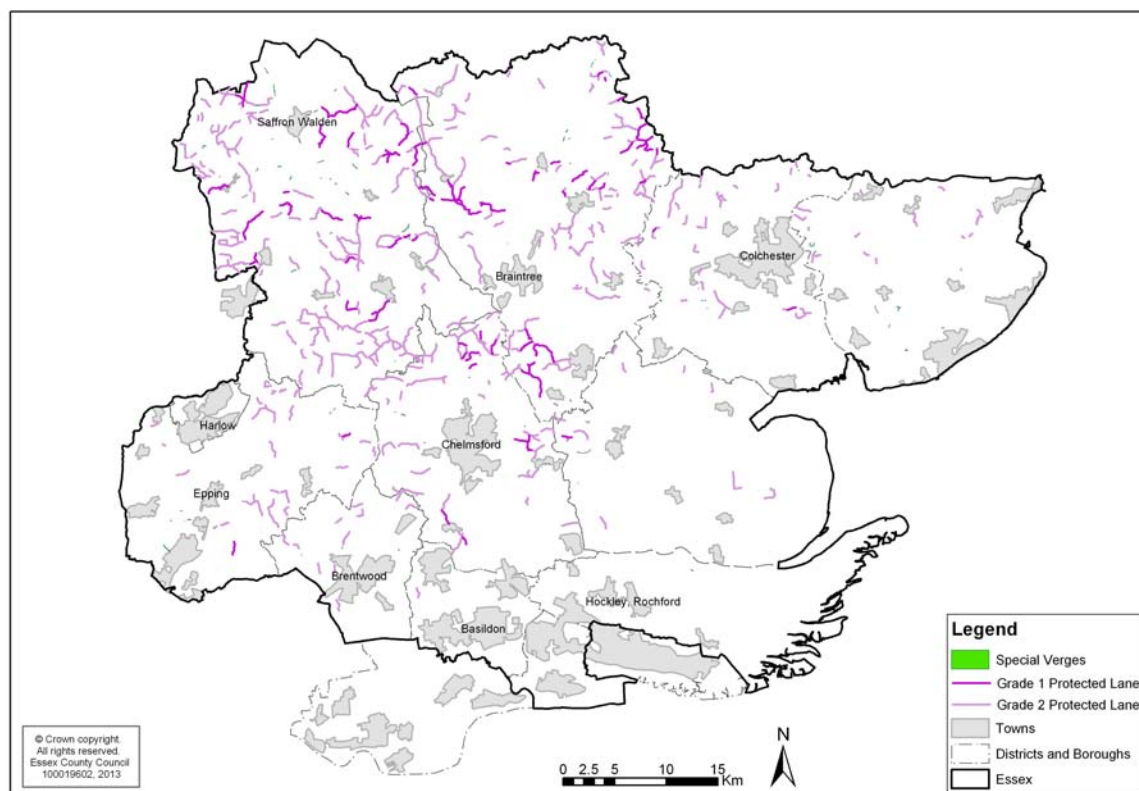 Saffron Walden
Colchester
Braintree
Harlow
Chelmsford
Epping
Brentwood
Hockley, Rochford
Basildon
Legend
Special Verges
Grade 1 Protected Lane
Grade 2 Protected Lane
Towns
Districts and Boroughs
Essex
© Crown copyright.
All rights reserved.
Essex County Council
100019602, 2013
N
0 2.5 5 10 15
Km